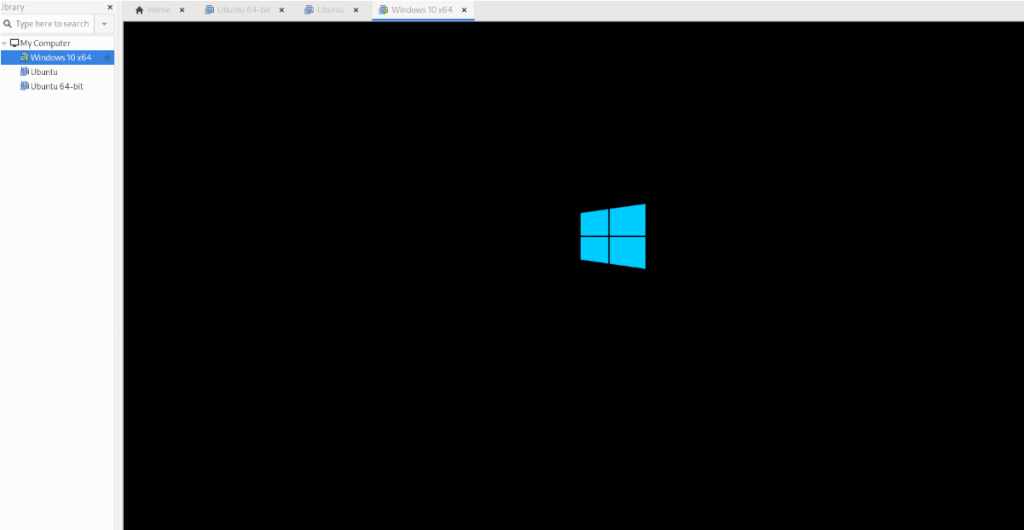 ibrary
Type here to search
My Computer
Windows 10 x64
Ubuntu
Ubuntu 64-bit
Home
Ubuntu 64-bit
Ubuntu
Windows 10 x64